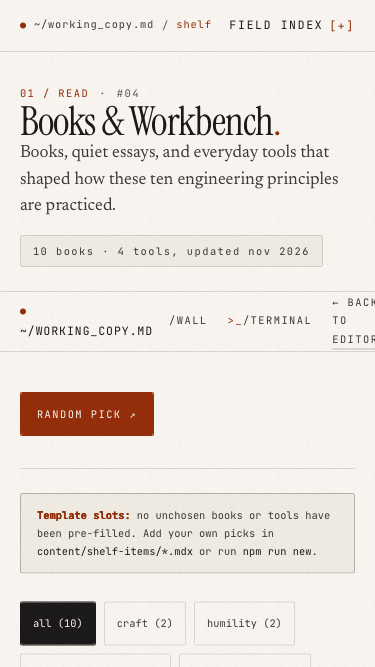 ● ~/working_copy.md / shelf FIELD INDEX [+]
01 / READ · #04
Books & Workbench.
Books, quiet essays, and everyday tools that
shaped how these ten engineering principles
are practiced.
10 books · 4 tools, updated nov 2026
●
~/WORKING_COPY.MD /WALL >_/TERMINAL
← BACK
TO
EDITOR
RANDOM PICK ↗
Template slots: no unchosen books or tools have
been pre-filled. Add your own picks in
content/shelf-items/*.mdx or run npm run new.
all (10) craft (2) humility (2)